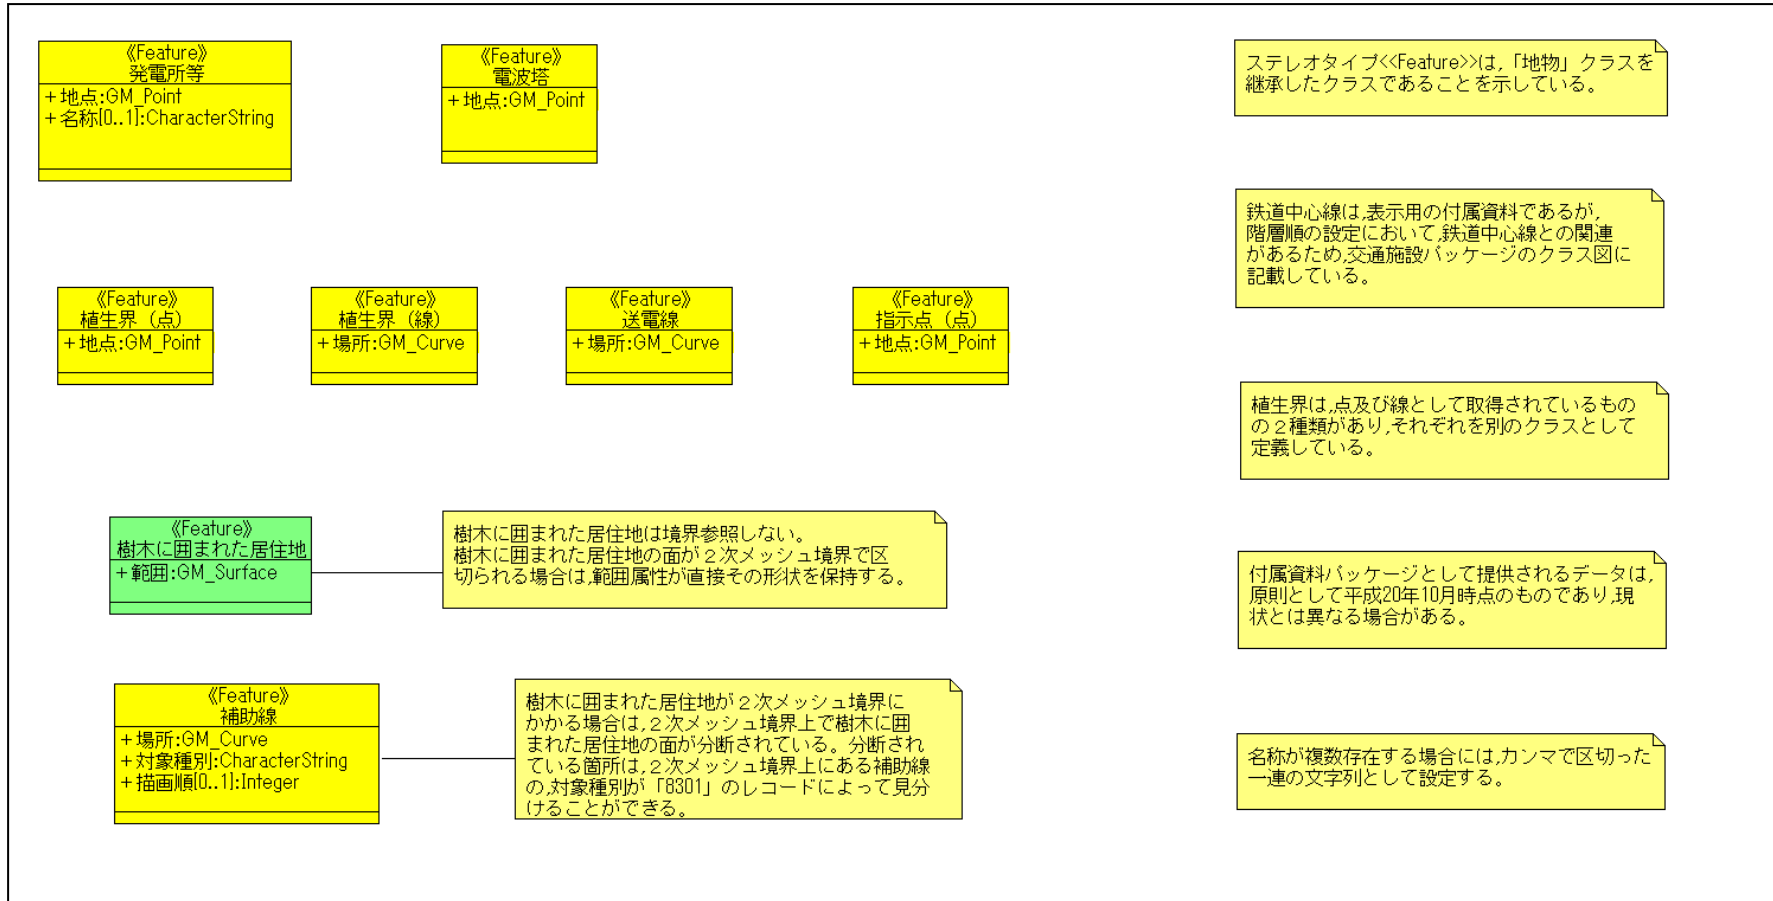 《Feature》
発電所等
+地点:GM_Point
+名称[0..1]:CharacterString
《Feature》
電波塔
+地点:GM_Point
ステレオタイプ<<Feature>>は,「地物」クラスを
継承したクラスであることを示している。
鉄道中心線は,表示用の付属資料であるが,
階層順の設定において,鉄道中心線との関連
があるため,交通施設パッケージのクラス図に
記載している。
《Feature》
植生界（点）
+地点:GM_Point
《Feature》
植生界（線）
+場所:GM_Curve
《Feature》
送電線
+場所:GM_Curve
《Feature》
指示点（点）
+地点:GM_Point
植生界は,点及び線として取得されているもの
の２種類があり,それぞれを別のクラスとして
定義している。
《Feature》
樹木に囲まれた居住地
+範囲:GM_Surface
樹木に囲まれた居住地は境界参照しない。
樹木に囲まれた居住地の面が２次メッシュ境界で区
切られる場合は,範囲属性が直接その形状を保持する。
付属資料パッケージとして提供されるデータは,
原則として平成20年10月時点のものであり,現
状とは異なる場合がある。
《Feature》
補助線
+場所:GM_Curve
+対象種別:CharacterString
+描画順[0..1]:Integer
樹木に囲まれた居住地が２次メッシュ境界に
かかる場合は,２次メッシュ境界上で樹木に囲
まれた居住地の面が分断されている。分断され
ている箇所は,２次メッシュ境界上にある補助線
の,対象種別が「8301」のレコードによって見分
けることができる。
名称が複数存在する場合には,カンマで区切った
一連の文字列として設定する。